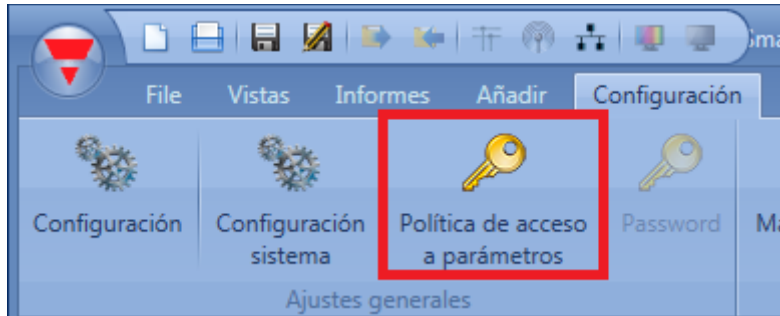 File Vistas Informes Añadir Configuración
Configuración
Configuración sistema
Política de acceso a parámetros
Password
Ajustes generales